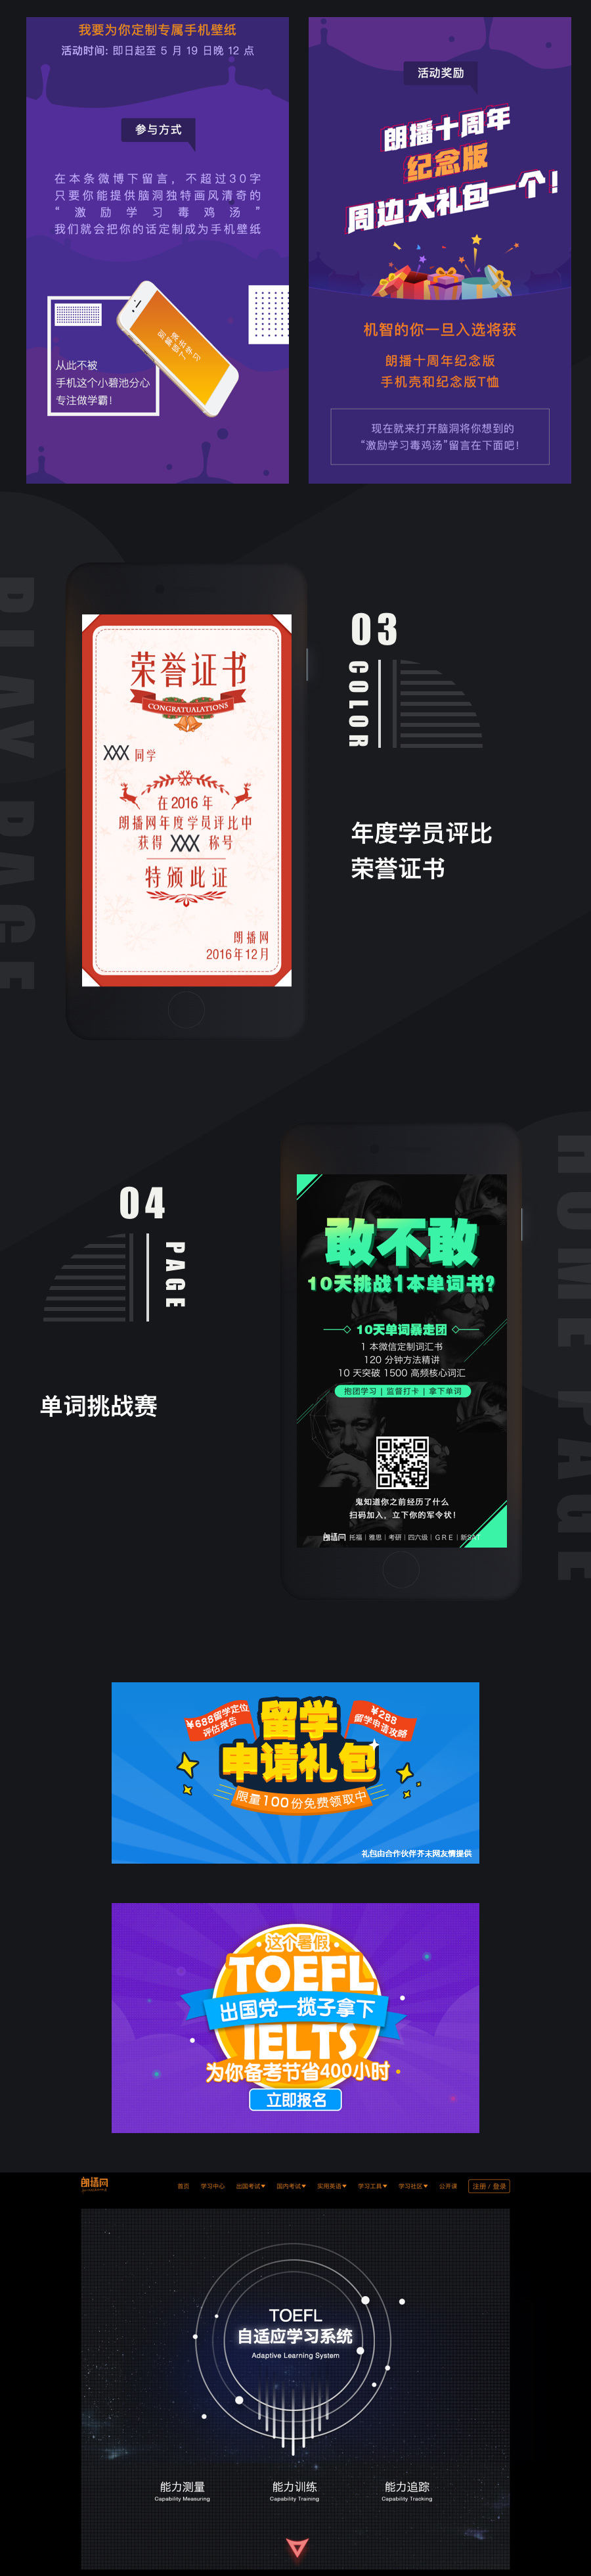 我要为你定制专属手机壁纸
活动时间: 即日起至 5 月 19 日晚 12 点
参与方式
在本条微博下留言，不超过30字
只要你能提供脑洞独特画风清奇的
“激励学习毒鸡汤”
我们就会把你的话定制成为手机壁纸
从此不被
手机这个小碧池分心
专注做学霸!
活动奖励
朗播十周年
纪念版
周边大礼包一个!
机智的你一旦入选将获
朗播十周年纪念版
手机壳和纪念版T恤
现在就来打开脑洞将你想到的
“激励学习毒鸡汤”留言在下面吧!
PLAY PAGE
荣誉证书
CONGRATUALATIONS
XXX 同学
在2016年
朗播网年度学员评比中
获得 XXX 称号
特颁此证
朗播网
2016年12月
03
COLOR
年度学员评比
荣誉证书
04
PAGE
单词挑战赛
HOME PAGE
敢不敢
10天挑战1本单词书?
10天单词暴走团
1 本微信定制词汇书
120 分钟方法精讲
10 天突破 1500 高频核心词汇
抱团学习 | 监督打卡 | 拿下单词
鬼知道你之前经历了什么
扫码加入，立下你的军令状!
朗播网 托福 | 雅思 | 考研 | 四六级 | GRE | 新SAT
¥688留学定位
评估报告
¥288
留学申请攻略
留学
申请礼包
限量100份免费领取中
礼包由合作伙伴芥末网友情提供
这个暑假
TOEFL
出国党一揽子拿下
IELTS
为你备考节省400小时
立即报名
朗播网
首页 学习中心 出国考试 国内考试 实用英语 学习工具 学习社区 公开课 注册 / 登录
TOEFL
自适应学习系统
Adaptive Learning System
能力测量 能力训练 能力追踪
Capability Measuring Capability Training Capability Tracking